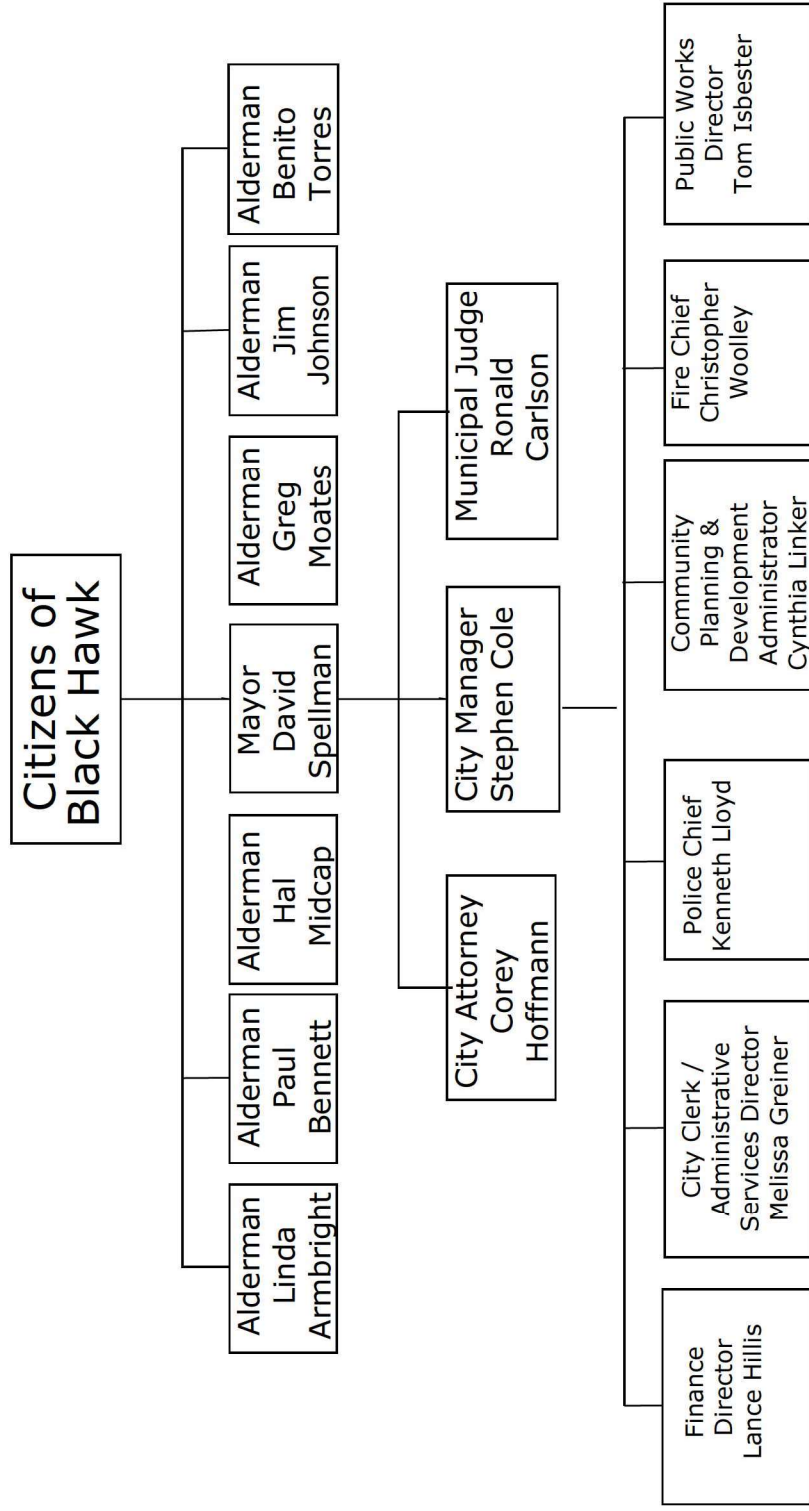 Citizens of
Black Hawk
Alderman
Linda
Armbright
Alderman
Paul
Bennett
Alderman
Hal
Midcap
Mayor
David
Spellman
Alderman
Greg
Moates
Alderman
Jim
Johnson
Alderman
Benito
Torres
City Attorney
Corey
Hoffmann
City Manager
Stephen Cole
Municipal Judge
Ronald
Carlson
Finance
Director
Lance Hillis
City Clerk /
Administrative
Services Director
Melissa Greiner
Police Chief
Kenneth Lloyd
Community
Planning &
Development
Administrator
Cynthia Linker
Fire Chief
Christopher
Woolley
Public Works
Director
Tom Isbester